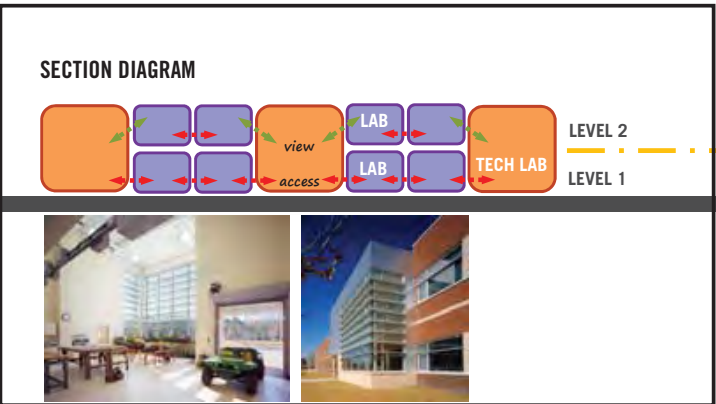 SECTION DIAGRAM
LAB
LEVEL 2
view
LAB
TECH LAB
access
LEVEL 1